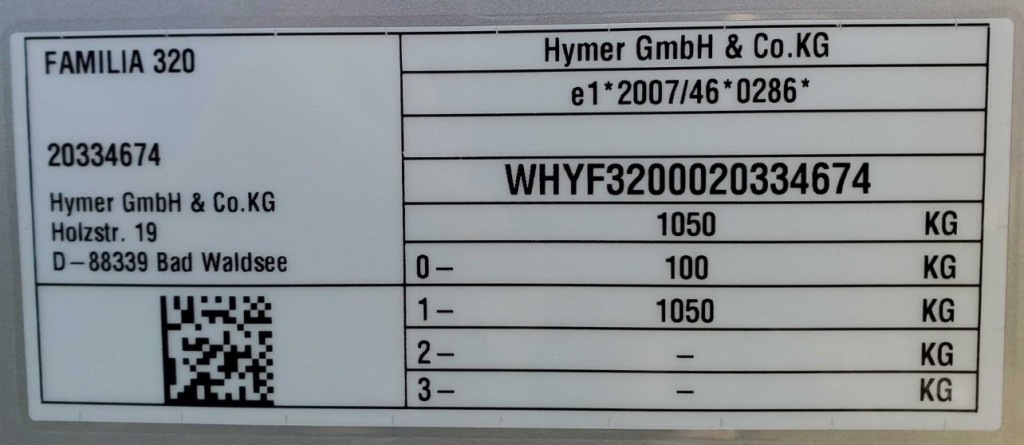 FAMILIA 320
20334674
Hymer GmbH & Co.KG
Holzstr. 19
D-88339 Bad Waldsee
Hymer GmbH & Co.KG
e1*2007/46*0286*
WHYF3200020334674
1050 KG
0- 100 KG
1- 1050 KG
2- - KG
3- - KG